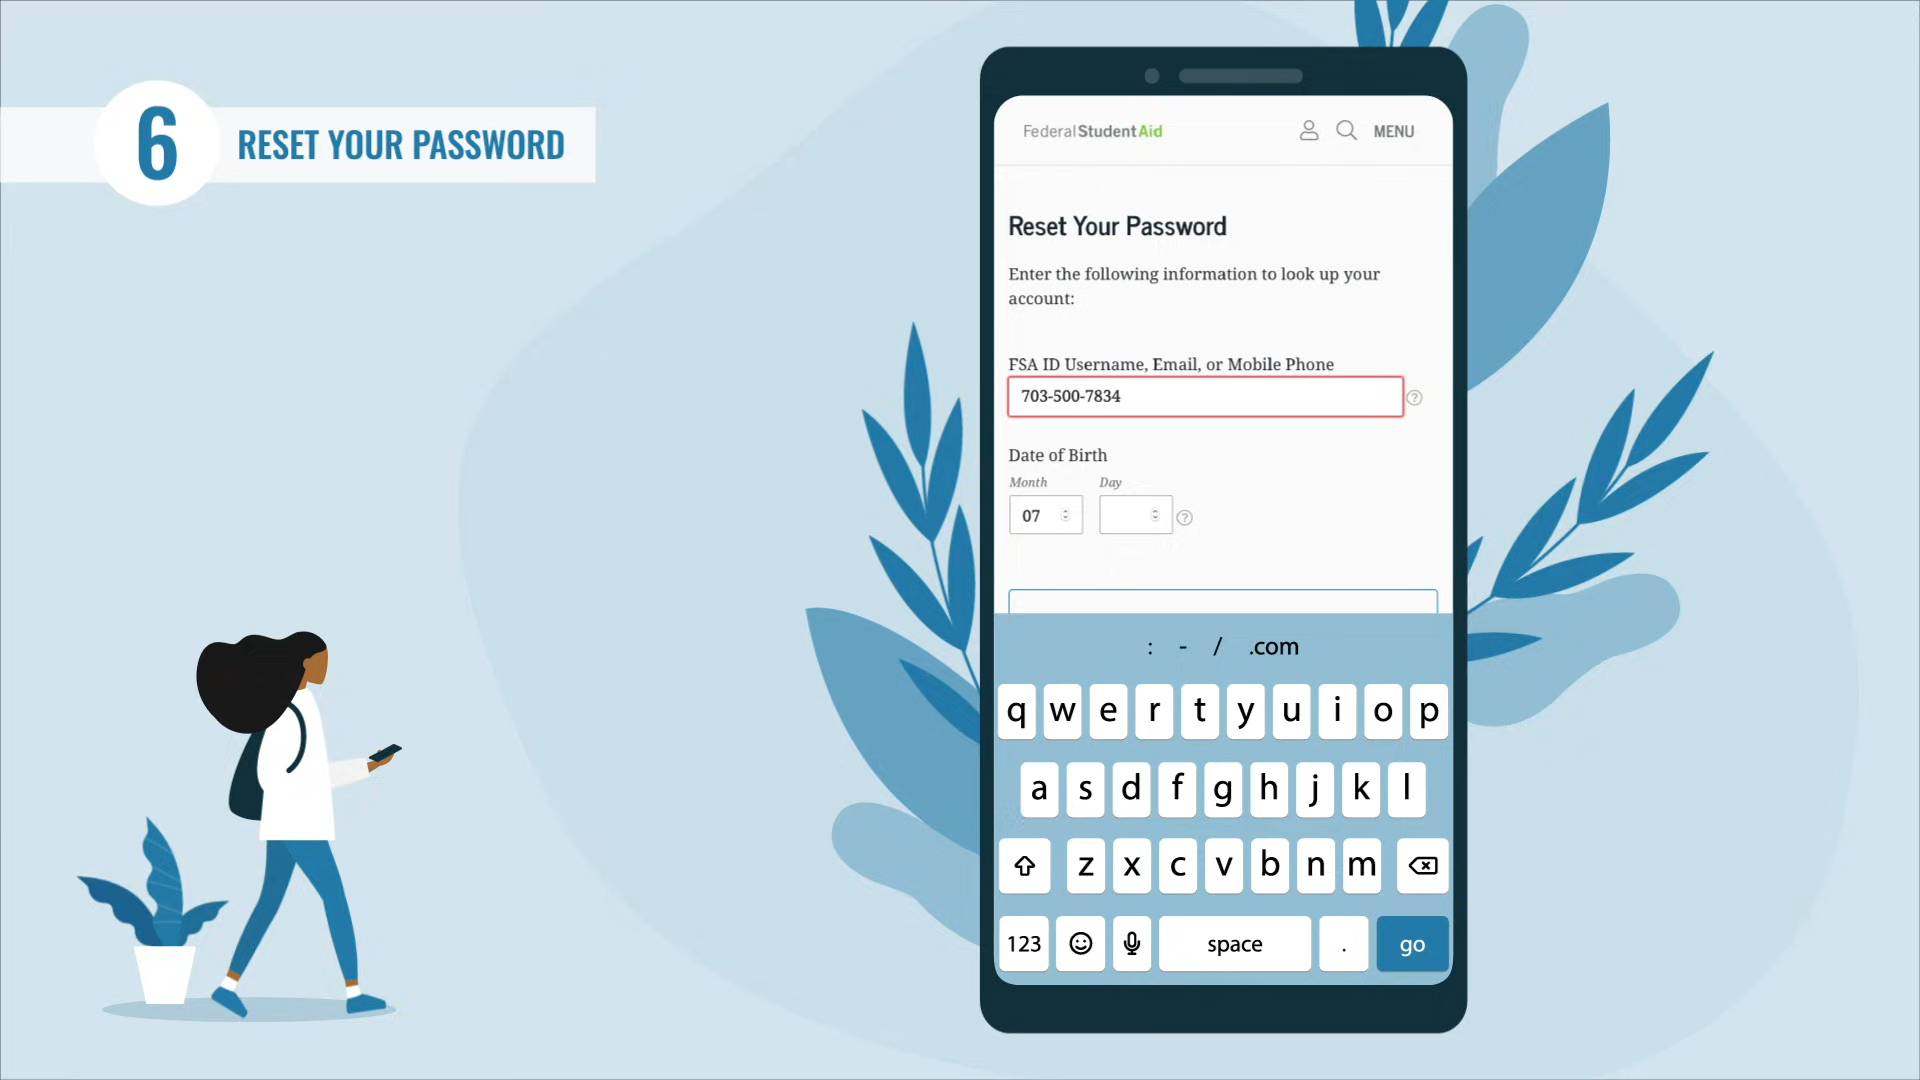 6 RESET YOUR PASSWORD
FederalStudentAid MENU
Reset Your Password
Enter the following information to look up your
account:
FSA ID Username, Email, or Mobile Phone
703-500-7834
Date of Birth
Month Day
07
: - / .com
q w e r t y u i o p
a s d f g h j k l
z x c v b n m
123 space . go